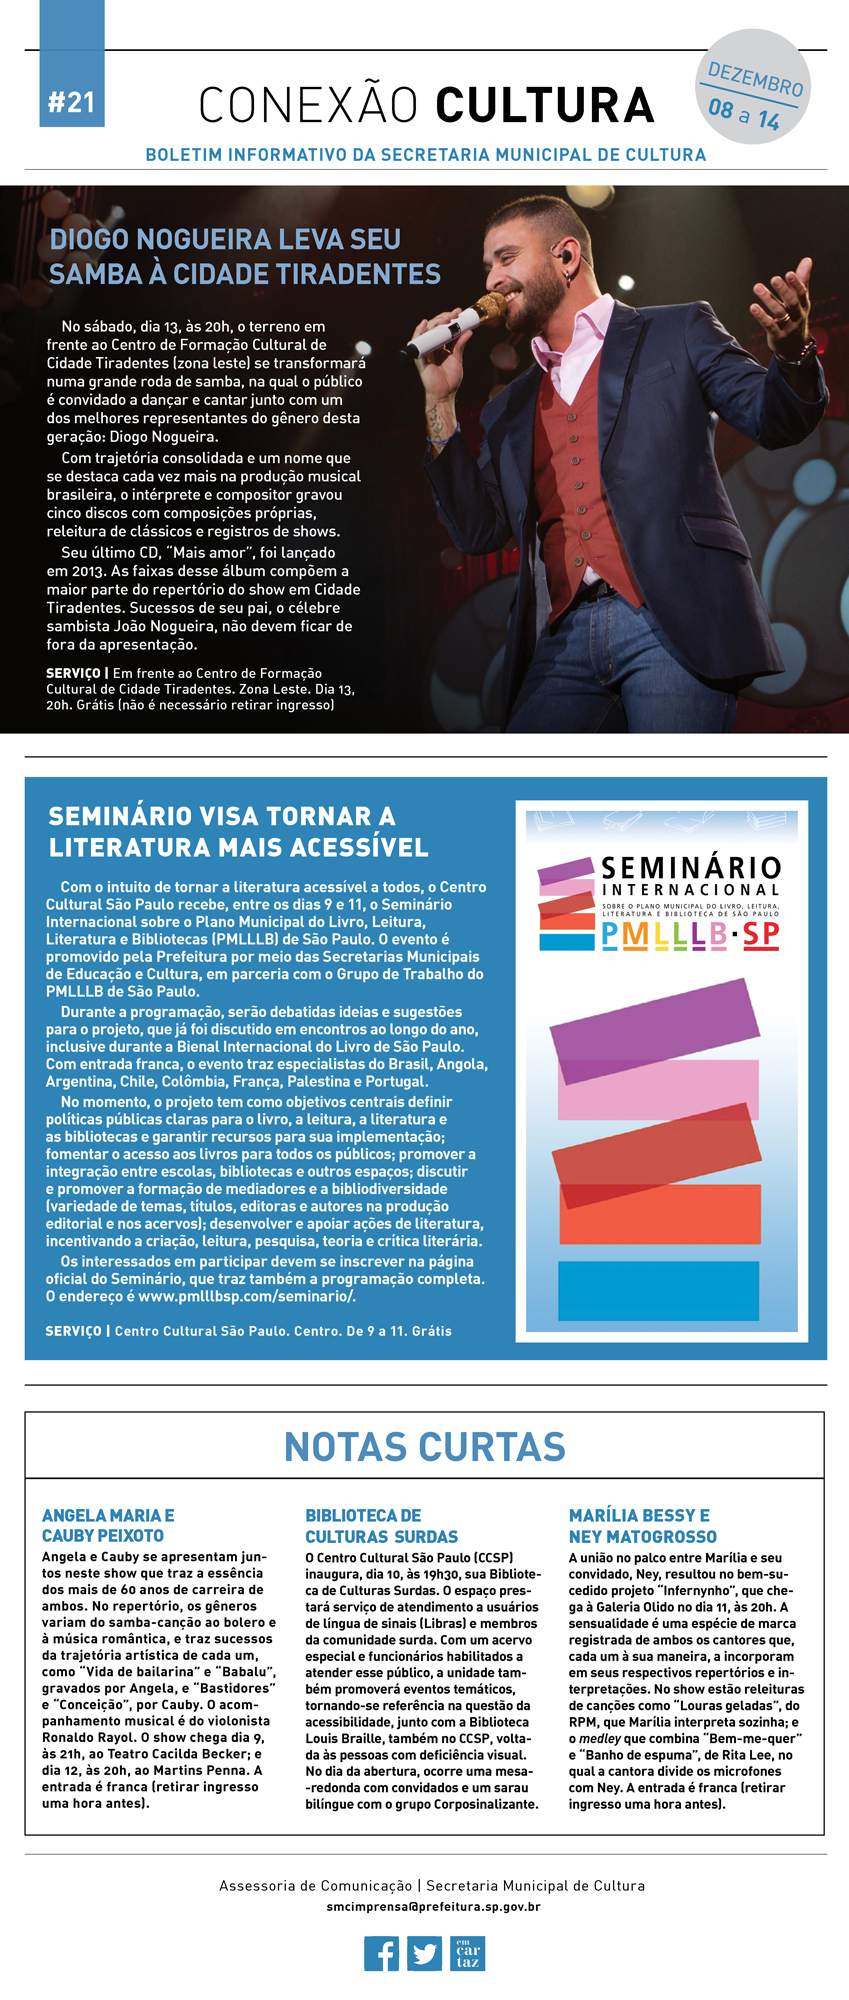 #21
CONEXÃO CULTURA
DEZEMBRO
08 a 14
BOLETIM INFORMATIVO DA SECRETARIA MUNICIPAL DE CULTURA
DIOGO NOGUEIRA LEVA SEU
SAMBA À CIDADE TIRADENTES
No sábado, dia 13, às 20h, o terreno em
frente ao Centro de Formação Cultural de
Cidade Tiradentes (zona leste) se transformará
numa grande roda de samba, na qual o público
é convidado a dançar e cantar junto com um
dos melhores representantes do gênero desta
geração: Diogo Nogueira.
Com trajetória consolidada e um nome que
se destaca cada vez mais na produção musical
brasileira, o intérprete e compositor gravou
cinco discos com composições próprias,
releitura de clássicos e registros de shows.
Seu último CD, “Mais amor”, foi lançado
em 2013. As faixas desse álbum compõem a
maior parte do repertório do show em Cidade
Tiradentes. Sucessos de seu pai, o célebre
sambista João Nogueira, não devem ficar de
fora da apresentação.
SERVIÇO | Em frente ao Centro de Formação
Cultural de Cidade Tiradentes. Zona Leste. Dia 13,
20h. Grátis (não é necessário retirar ingresso)
SEMINÁRIO VISA TORNAR A
LITERATURA MAIS ACESSÍVEL
Com o intuito de tornar a literatura acessível a todos, o Centro
Cultural São Paulo recebe, entre os dias 9 e 11, o Seminário
Internacional sobre o Plano Municipal do Livro, Leitura,
Literatura e Bibliotecas (PMLLLB) de São Paulo. O evento é
promovido pela Prefeitura por meio das Secretarias Municipais
de Educação e Cultura, em parceria com o Grupo de Trabalho do
PMLLLB de São Paulo.
Durante a programação, serão debatidas ideias e sugestões
para o projeto, que já foi discutido em encontros ao longo do ano,
inclusive durante a Bienal Internacional do Livro de São Paulo.
Com entrada franca, o evento traz especialistas do Brasil, Angola,
Argentina, Chile, Colômbia, França, Palestina e Portugal.
No momento, o projeto tem como objetivos centrais definir
políticas públicas claras para o livro, a leitura, a literatura e
as bibliotecas e garantir recursos para sua implementação;
fomentar o acesso aos livros para todos os públicos; promover a
integração entre escolas, bibliotecas e outros espaços; discutir
e promover a formação de mediadores e a bibliodiversidade
(variedade de temas, títulos, editoras e autores na produção
editorial e nos acervos); desenvolver e apoiar ações de literatura,
incentivando a criação, leitura, pesquisa, teoria e crítica literária.
Os interessados em participar devem se inscrever na página
oficial do Seminário, que traz também a programação completa.
O endereço é www.pmlllbsp.com/seminario/.
SERVIÇO | Centro Cultural São Paulo. Centro. De 9 a 11. Grátis
SEMINÁRIO
INTERNACIONAL
SOBRE O PLANO MUNICIPAL DO LIVRO, LEITURA,
LITERATURA E BIBLIOTECA DE SÃO PAULO
PMLLLB·SP
NOTAS CURTAS
ANGELA MARIA E
CAUBY PEIXOTO
Angela e Cauby se apresentam jun-
tos neste show que traz a essência
dos mais de 60 anos de carreira de
ambos. No repertório, os gêneros
variam do samba-canção ao bolero e
à música romântica, e traz sucessos
da trajetória artística de cada um,
como “Vida de bailarina” e “Babalu”,
gravados por Angela, e “Bastidores”
e “Conceição”, por Cauby. O acom-
panhamento musical é do violonista
Ronaldo Rayol. O show chega dia 9,
às 21h, ao Teatro Cacilda Becker; e
dia 12, às 20h, ao Martins Penna. A
entrada é franca (retirar ingresso
uma hora antes).
BIBLIOTECA DE
CULTURAS SURDAS
O Centro Cultural São Paulo (CCSP)
inaugura, dia 10, às 19h30, sua Bibliote-
ca de Culturas Surdas. O espaço pres-
tará serviço de atendimento a usuários
de língua de sinais (Libras) e membros
da comunidade surda. Com um acervo
especial e funcionários habilitados a
atender esse público, a unidade tam-
bém promoverá eventos temáticos,
tornando-se referência na questão da
acessibilidade, junto com a Biblioteca
Louis Braille, também no CCSP, volta-
da às pessoas com deficiência visual.
No dia da abertura, ocorre uma mesa-
-redonda com convidados e um sarau
bilíngue com o grupo Corposinalizante.
MARÍLIA BESSY E
NEY MATOGROSSO
A união no palco entre Marília e seu
convidado, Ney, resultou no bem-su-
cedido projeto “Infernynho”, que che-
ga à Galeria Olido no dia 11, às 20h. A
sensualidade é uma espécie de marca
registrada de ambos os cantores que,
cada um à sua maneira, a incorporam
em seus respectivos repertórios e in-
terpretações. No show estão releituras
de canções como “Louras geladas”, do
RPM, que Marília interpreta sozinha; e
o medley que combina “Bem-me-quer”
e “Banho de espuma”, de Rita Lee, no
qual a cantora divide os microfones
com Ney. A entrada é franca (retirar
ingresso uma hora antes).
Assessoria de Comunicação | Secretaria Municipal de Cultura
smcimprensa@prefeitura.sp.gov.br
em
car
taz